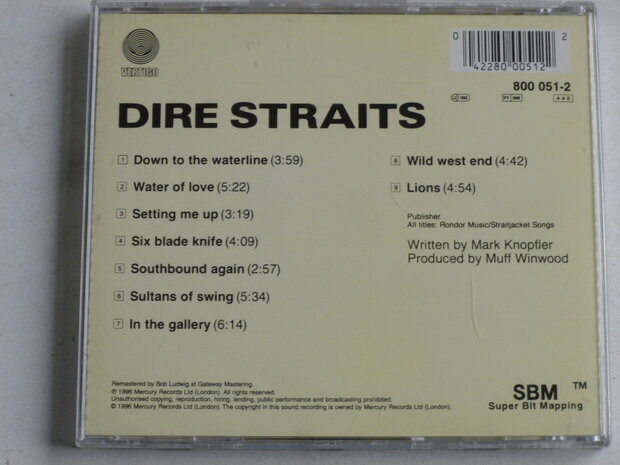 VERTIGO
0 2
42280 00512
800 051-2
LC 1633 PY 899 AAD
DIRE STRAITS
1 Down to the waterline (3:59)
2 Water of love (5:22)
3 Setting me up (3:19)
4 Six blade knife (4:09)
5 Southbound again (2:57)
6 Sultans of swing (5:34)
7 In the gallery (6:14)
8 Wild west end (4:42)
9 Lions (4:54)
Publisher
All titles: Rondor Music/Straitjacket Songs
Written by Mark Knopfler
Produced by Muff Winwood
Remastered by Bob Ludwig at Gateway Mastering.
℗ 1996 Mercury Records Ltd (London). All rights reserved.
Unauthorised copying, reproduction, hiring, lending, public performance and broadcasting prohibited.
© 1996 Mercury Records Ltd (London). The copyright in this sound recording is owned by Mercury Records Ltd (London).
SBM TM
Super Bit Mapping